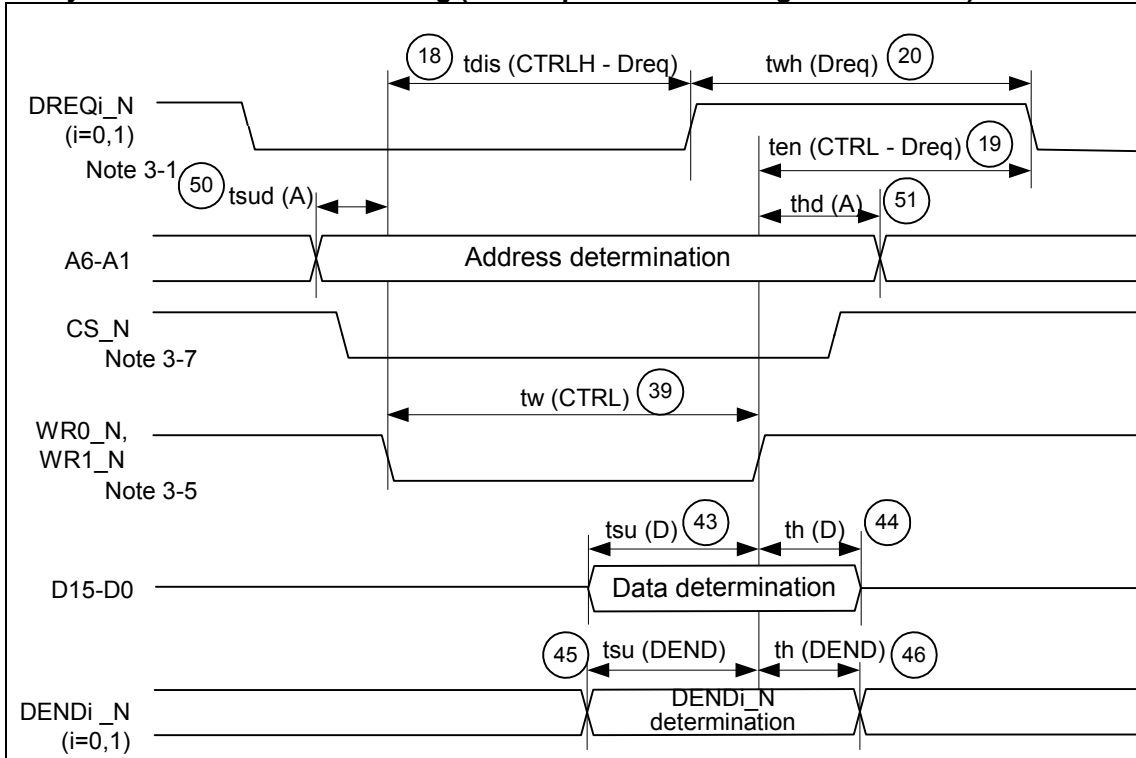 18 tdis (CTRLH - Dreq) twh (Dreq) 20
DREQi_N
(i=0,1)
Note 3-1
ten (CTRL - Dreq) 19
50 tsud (A)
thd (A) 51
A6-A1
Address determination
CS_N
Note 3-7
tw (CTRL) 39
WR0_N,
WR1_N
Note 3-5
tsu (D) 43 th (D) 44
D15-D0
Data determination
45 tsu (DEND) th (DEND) 46
DENDi _N
(i=0,1)
DENDi_N
determination